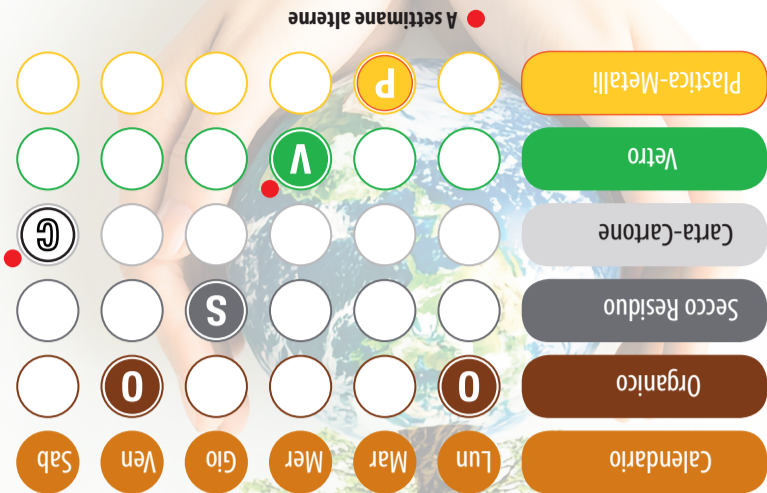 Calendario Lun Mar Mer Gio Ven Sab
Organico O O
Secco Residuo S
Carta-Cartone C
Vetro V
Plastica-Metalli P
A settimane alterne